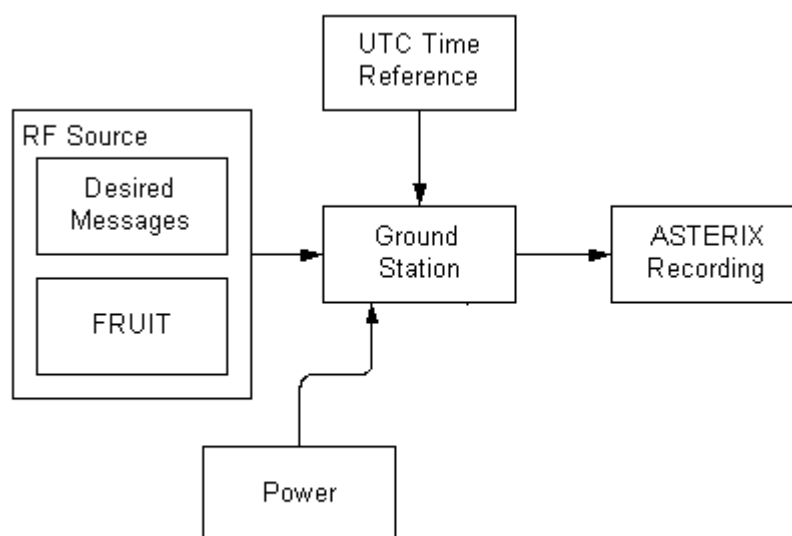 UTC Time
Reference
RF Source
Desired
Messages
FRUIT
Ground
Station
ASTERIX
Recording
Power